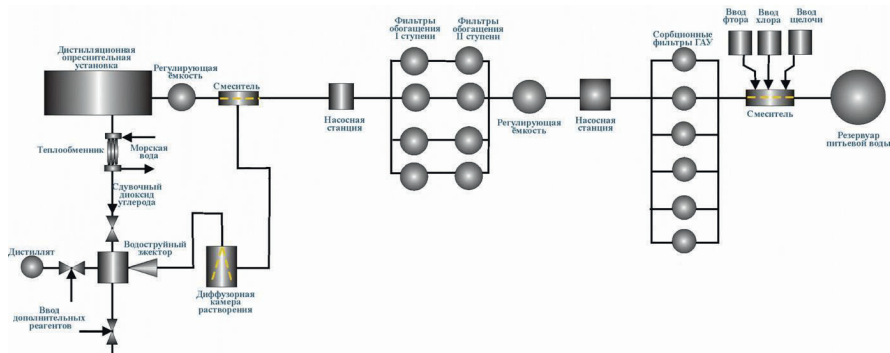 Дистилляционная
опреснительная
установка
Регулирующая
ёмкость
Смеситель
Насосная
станция
Фильтры
обогащения
I ступени
Фильтры
обогащения
II ступени
Регулирующая
ёмкость
Насосная
станция
Сорбционные
фильтры ГАУ
Ввод
фтора
Ввод
хлора
Ввод
щелочи
Смеситель
Резервуар
питьевой воды
Теплообменник
Морская
вода
Сдувочный
диоксид
углерода
Дистиллят
Водоструйный
эжектор
Ввод
дополнительных
реагентов
Диффузорная
камера
растворения